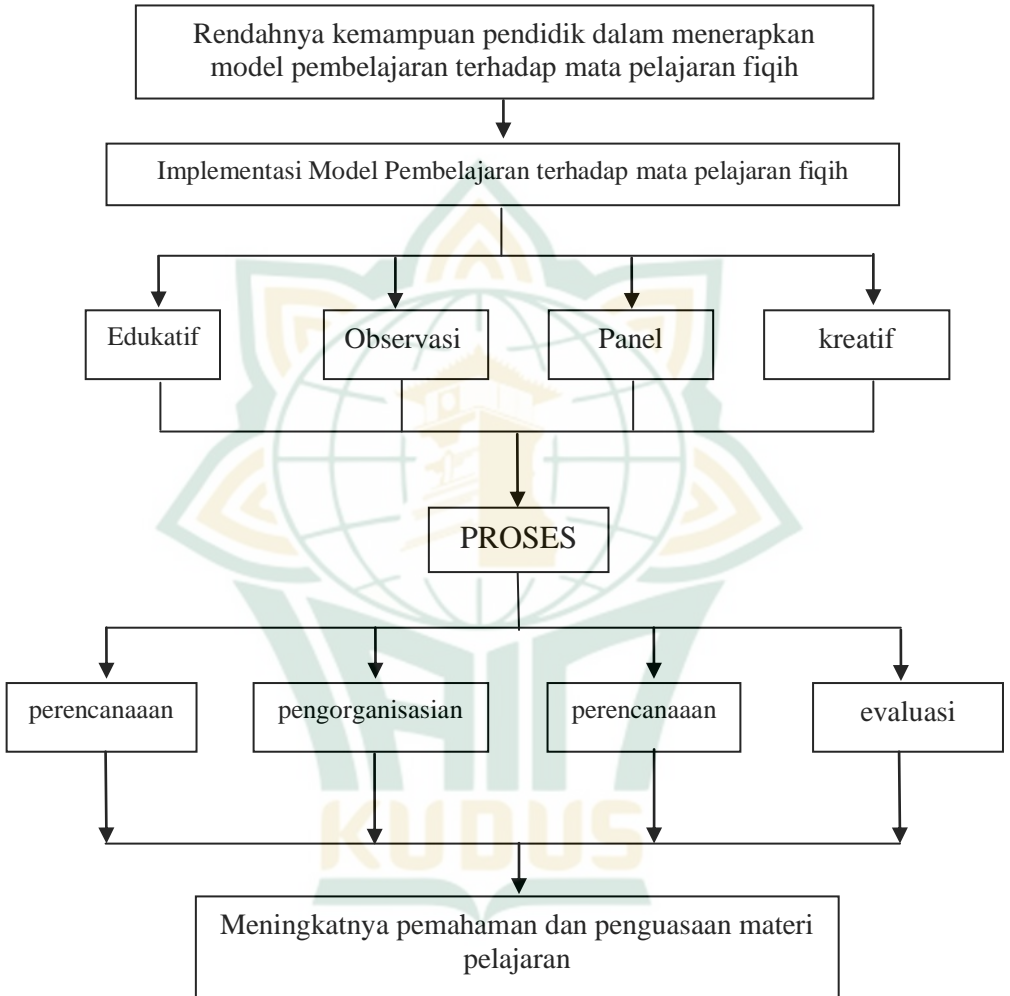 Rendahnya kemampuan pendidik dalam menerapkan
model pembelajaran terhadap mata pelajaran fiqih
Implementasi Model Pembelajaran terhadap mata pelajaran fiqih
Edukatif
Observasi
Panel
kreatif
PROSES
perencanaaan
pengorganisasian
perencanaaan
evaluasi
KUDUS
Meningkatnya pemahaman dan penguasaan materi
pelajaran